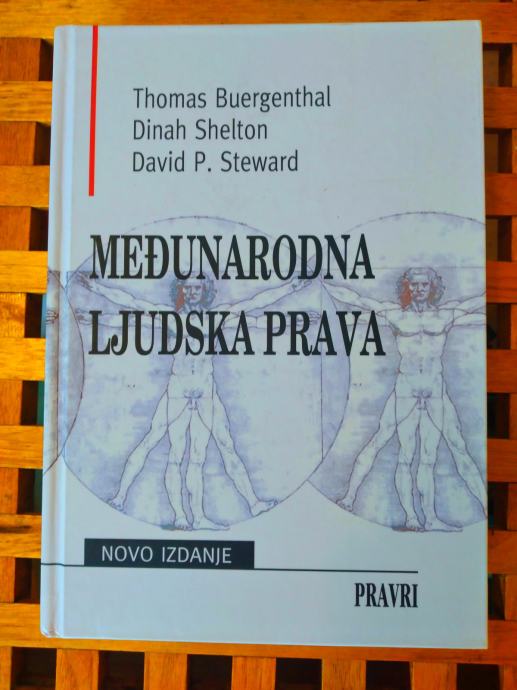 Thomas Buergenthal
Dinah Shelton
David P. Steward
MEĐUNARODNA
LJUDSKA PRAVA
NOVO IZDANJE
PRAVRI